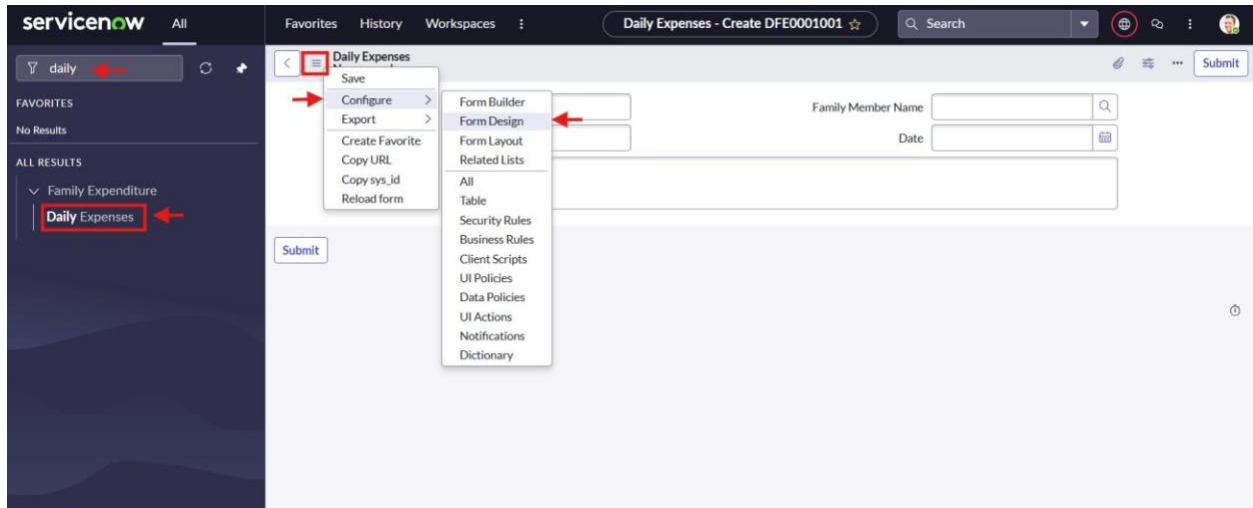 servicenow
All
Favorites
History
Workspaces
Daily Expenses - Create DFE0001001
Search
daily
FAVORITES
No Results
ALL RESULTS
Family Expenditure
Daily Expenses
Daily Expenses
Submit
Save
Configure
Export
Create Favorite
Copy URL
Copy sys_id
Reload form
Form Builder
Form Design
Form Layout
Related Lists
All
Table
Security Rules
Business Rules
Client Scripts
UI Policies
Data Policies
UI Actions
Notifications
Dictionary
Family Member Name
Date
Submit